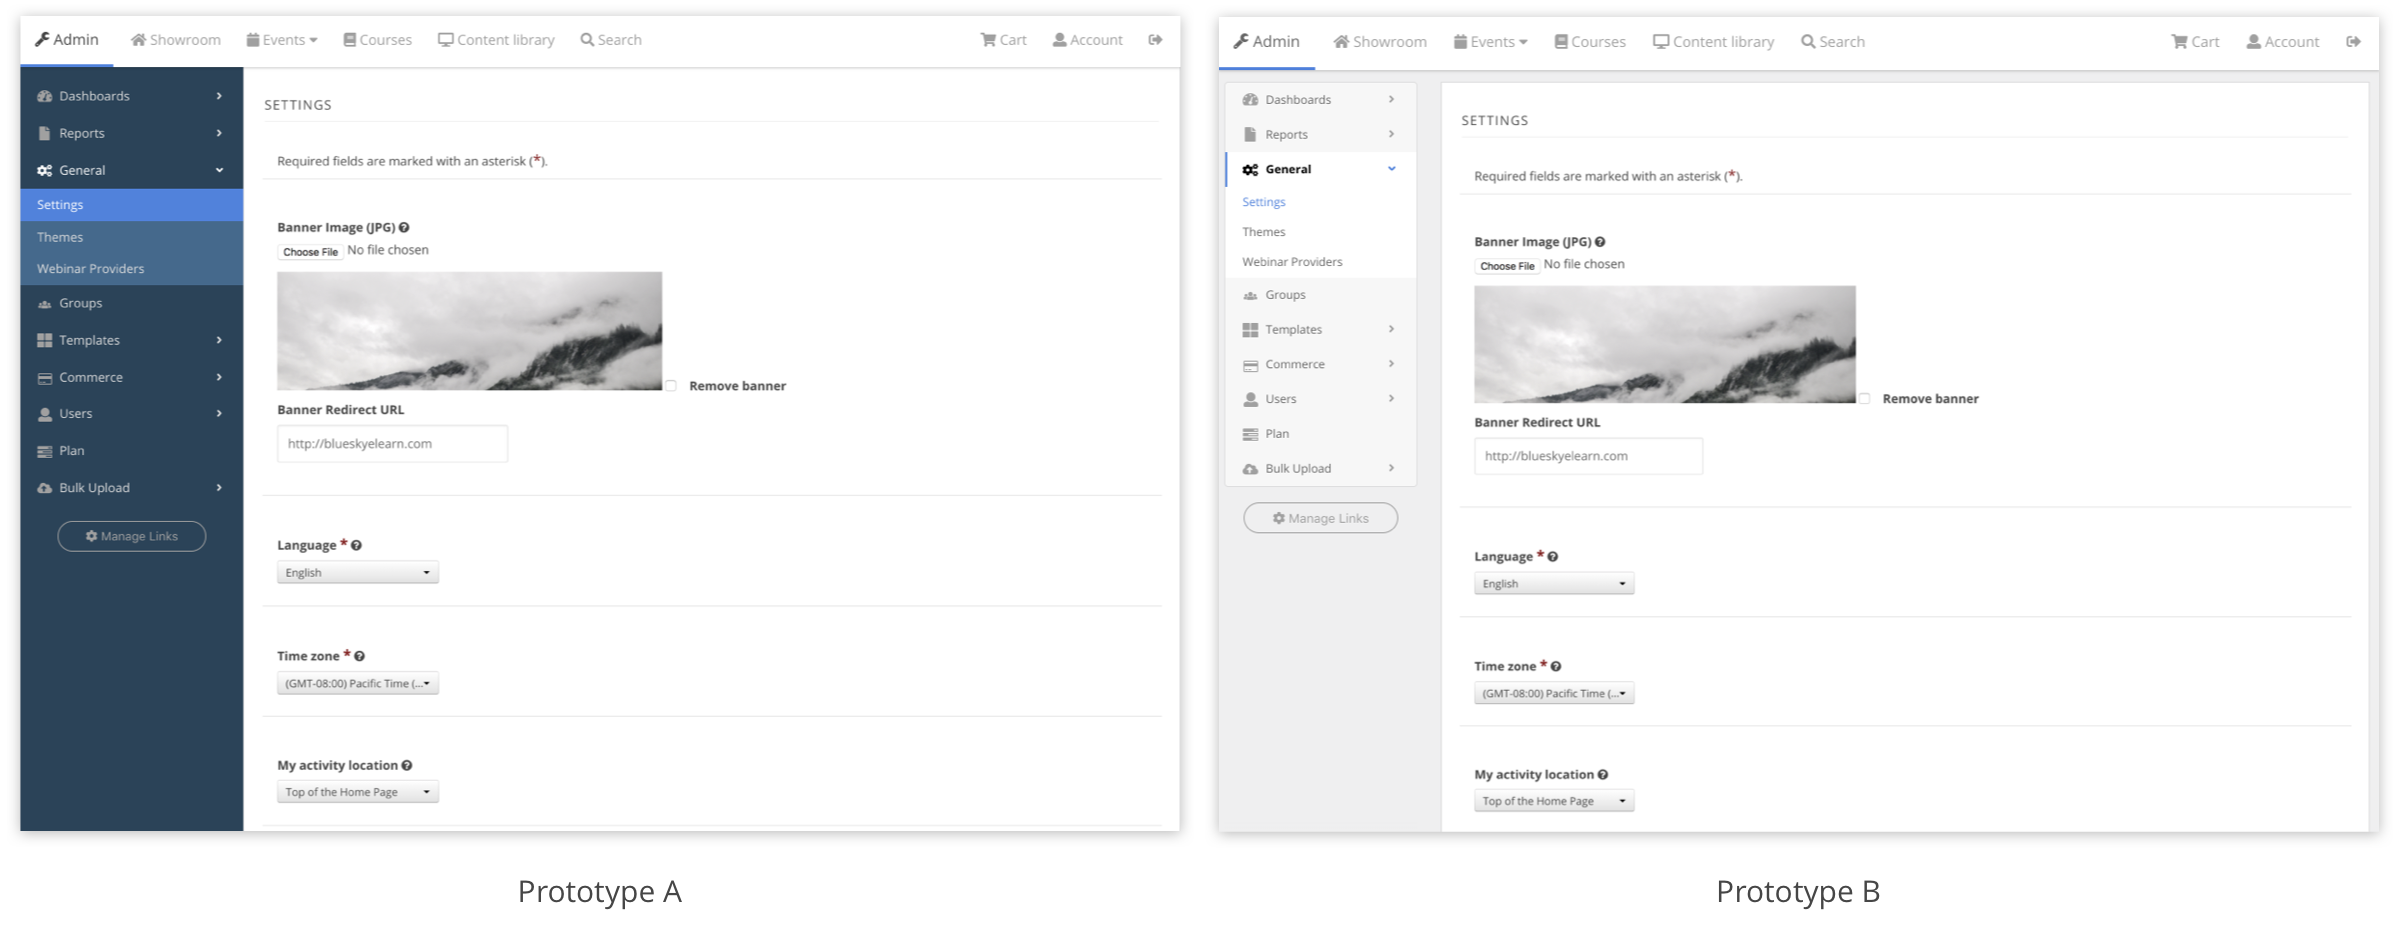 Admin Showroom Events Courses Content library Search Cart Account
Dashboards
Reports
General
Settings
Themes
Webinar Providers
Groups
Templates
Commerce
Users
Plan
Bulk Upload
Manage Links
SETTINGS
Required fields are marked with an asterisk (*).
Banner Image (JPG)
Choose File No file chosen
Remove banner
Banner Redirect URL
http://blueskyelearn.com
Language *
English
Time zone *
(GMT-08:00) Pacific Time (...
My activity location
Top of the Home Page
Prototype A
Admin Showroom Events Courses Content library Search Cart Account
Dashboards
Reports
General
Settings
Themes
Webinar Providers
Groups
Templates
Commerce
Users
Plan
Bulk Upload
Manage Links
SETTINGS
Required fields are marked with an asterisk (*).
Banner Image (JPG)
Choose File No file chosen
Remove banner
Banner Redirect URL
http://blueskyelearn.com
Language *
English
Time zone *
(GMT-08:00) Pacific Time (...
My activity location
Top of the Home Page
Prototype B